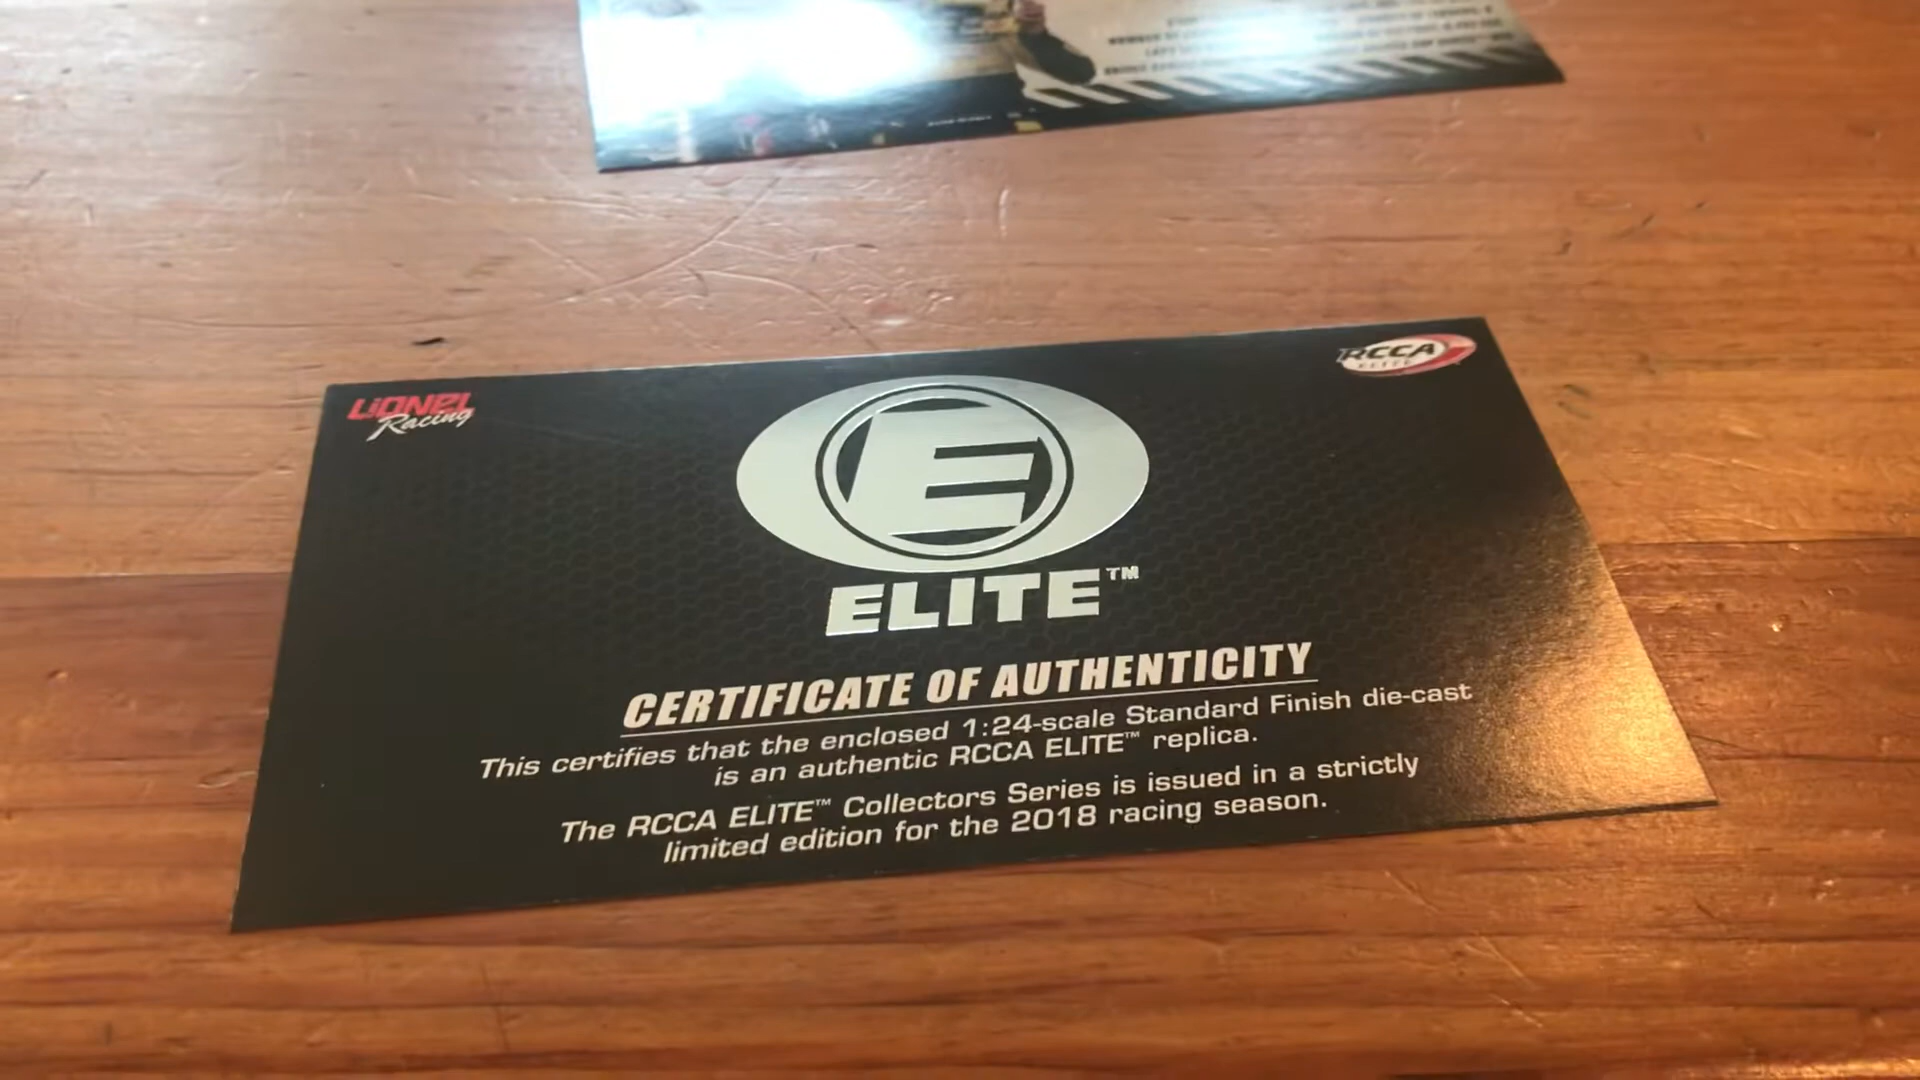 LIONEL
Racing
RCCA
ELITE
E
ELITE™
CERTIFICATE OF AUTHENTICITY
This certifies that the enclosed 1:24-scale Standard Finish die-cast
is an authentic RCCA ELITE™ replica.
The RCCA ELITE™ Collectors Series is issued in a strictly
limited edition for the 2018 racing season.